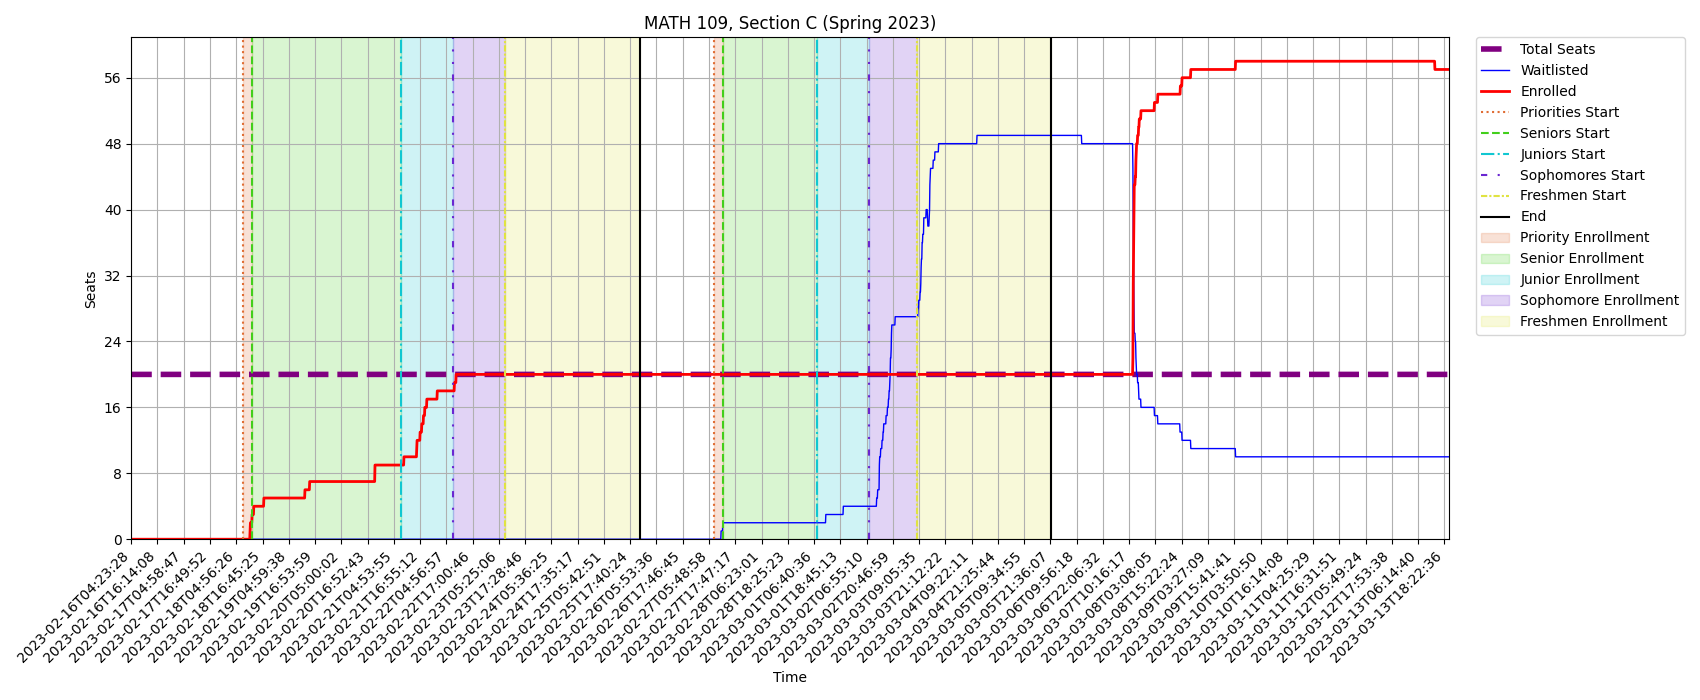 MATH 109, Section C (Spring 2023)
Seats
56
48
40
32
24
16
8
0
2023-02-16T04:23:28
2023-02-16T16:14:08
2023-02-17T04:58:47
2023-02-17T16:49:52
2023-02-18T04:56:26
2023-02-18T16:45:25
2023-02-19T04:59:38
2023-02-19T16:53:59
2023-02-20T05:00:02
2023-02-20T16:52:43
2023-02-21T04:53:55
2023-02-21T16:55:12
2023-02-22T04:56:57
2023-02-22T17:00:46
2023-02-23T05:25:06
2023-02-23T17:28:46
2023-02-24T05:36:25
2023-02-24T17:35:17
2023-02-25T05:42:51
2023-02-25T17:40:24
2023-02-26T05:53:36
2023-02-26T17:46:45
2023-02-27T05:48:58
2023-02-27T17:47:17
2023-02-28T06:23:01
2023-02-28T18:25:23
2023-03-01T06:40:36
2023-03-01T18:45:13
2023-03-02T06:55:10
2023-03-02T20:46:59
2023-03-03T09:05:35
2023-03-03T21:12:22
2023-03-04T09:22:11
2023-03-04T21:25:44
2023-03-05T09:34:55
2023-03-05T21:36:07
2023-03-06T09:56:18
2023-03-06T22:06:32
2023-03-07T11:16:17
2023-03-08T03:08:05
2023-03-08T15:22:24
2023-03-09T03:27:09
2023-03-09T15:41:41
2023-03-10T03:50:50
2023-03-10T16:14:08
2023-03-11T04:25:29
2023-03-11T16:31:51
2023-03-12T05:49:24
2023-03-12T17:53:38
2023-03-13T06:14:40
2023-03-13T18:22:36
Time
Total Seats
Waitlisted
Enrolled
Priorities Start
Seniors Start
Juniors Start
Sophomores Start
Freshmen Start
End
Priority Enrollment
Senior Enrollment
Junior Enrollment
Sophomore Enrollment
Freshmen Enrollment